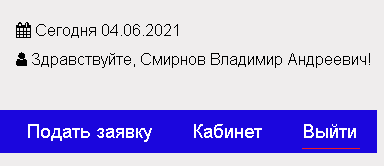 Сегодня 04.06.2021
Здравствуйте, Смирнов Владимир Андреевич!
Подать заявку Кабинет Выйти